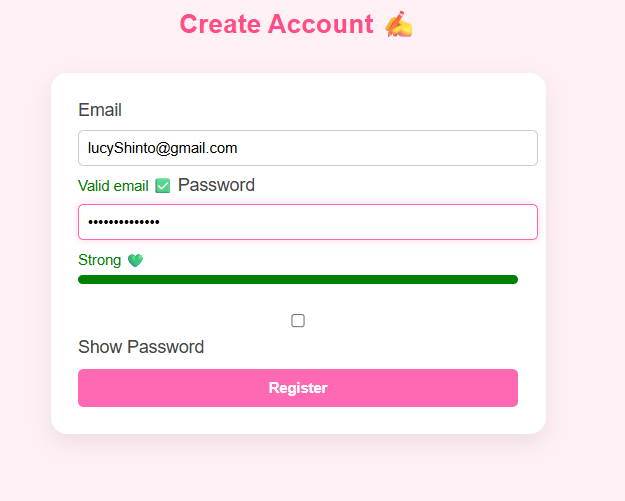 Create Account ✍️
Email
lucyShinto@gmail.com
Valid email ✅ Password
••••••••••••••
Strong 💚
Show Password
Register